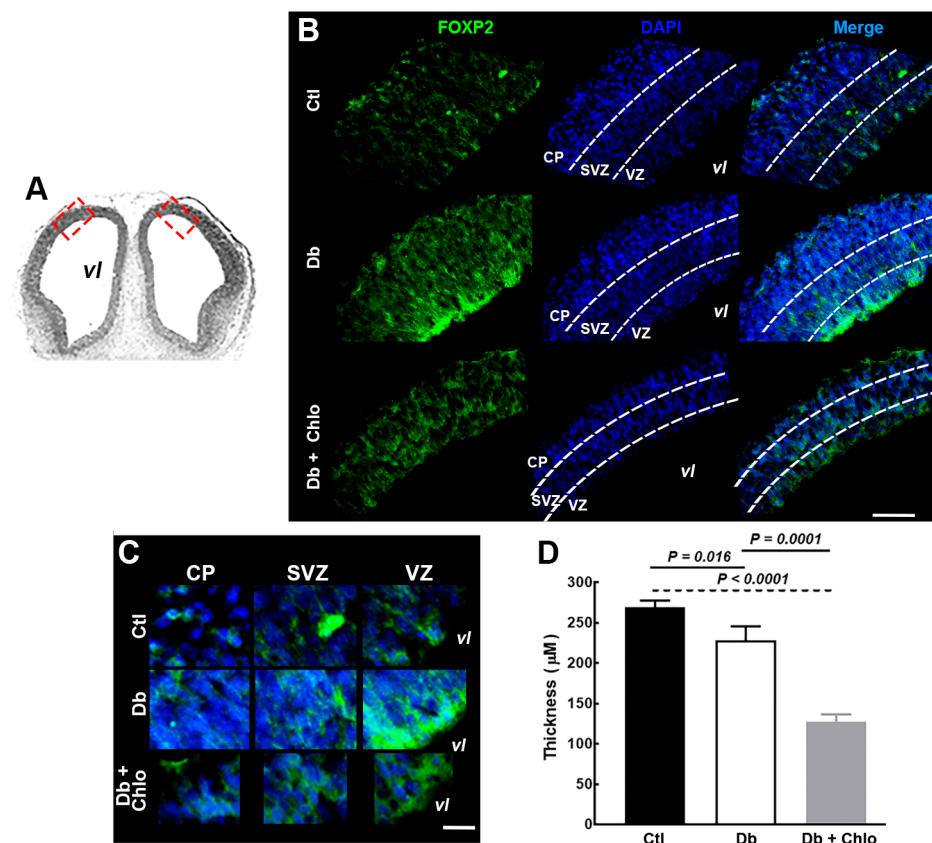 A
vl
B
FOXP2 DAPI Merge
Ctl
CP SVZ VZ vl
Db
CP SVZ VZ vl
Db + Chlo
CP SVZ VZ vl
C
CP SVZ VZ
Ctl
vl
Db
vl
Db + Chlo
vl
D
P = 0.0001
P = 0.016
P < 0.0001
Thickness ( µM)
300
250
200
150
100
50
0
Ctl Db Db + Chlo